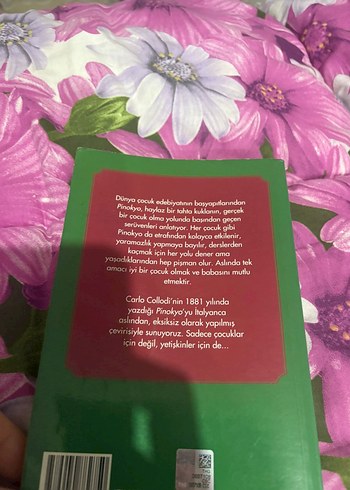 Dünya çocuk edebiyatının başyapıtlarından
Pinokyo, haylaz bir tahta kuklanın, gerçek
bir çocuk olma yolunda başından geçen
serüvenleri anlatıyor. Her çocuk gibi
Pinokyo da etrafından kolayca etkilenir,
yaramazlık yapmaya bayılır, derslerden
kaçmak için her yolu dener ama
yaşadıklarından hep pişman olur. Aslında tek
amacı iyi bir çocuk olmak ve babasını mutlu
etmektir.
Carlo Collodi'nin 1881 yılında
yazdığı Pinokyo'yu İtalyanca
aslından, eksiksiz olarak yapılmış
çevirisiyle sunuyoruz. Sadece çocuklar
için değil, yetişkinler için de...